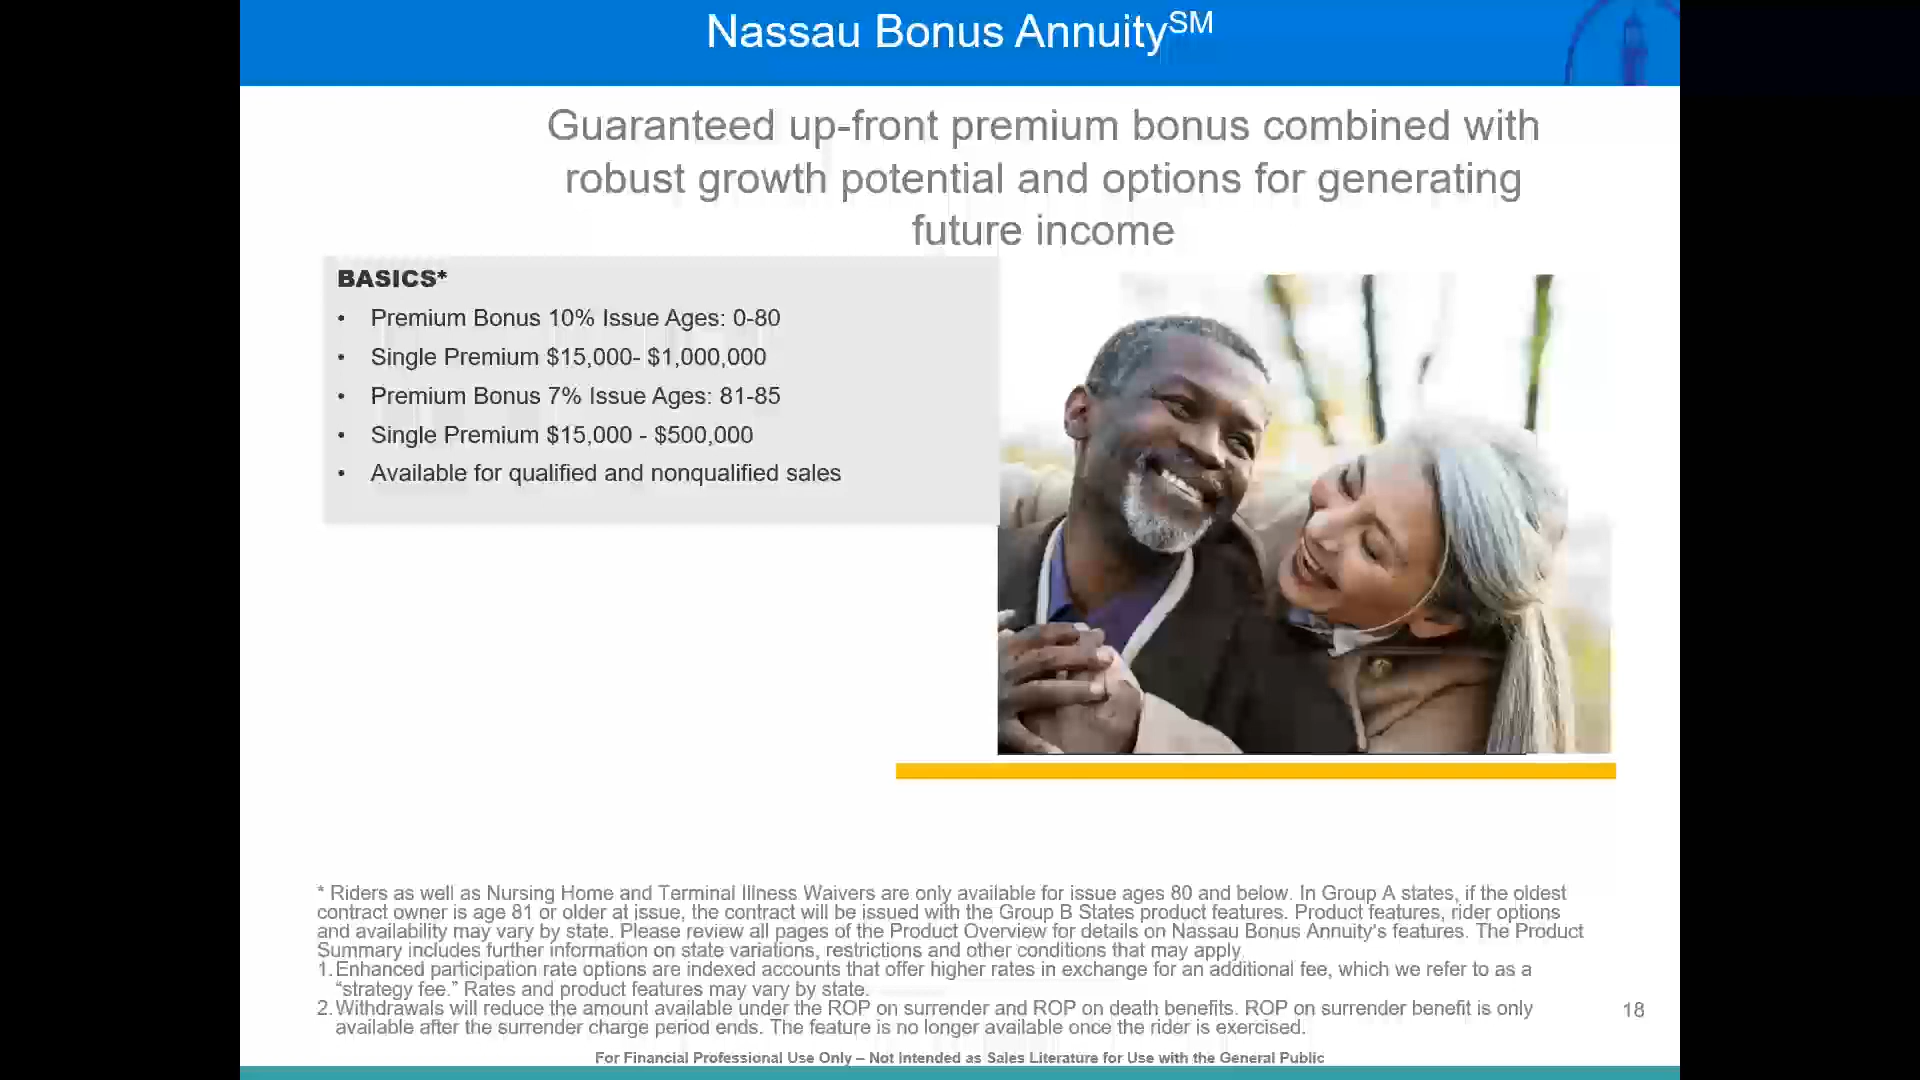 Nassau Bonus Annuity℠
Guaranteed up-front premium bonus combined with
robust growth potential and options for generating
future income
BASICS*
• Premium Bonus 10% Issue Ages: 0-80
• Single Premium $15,000- $1,000,000
• Premium Bonus 7% Issue Ages: 81-85
• Single Premium $15,000 - $500,000
• Available for qualified and nonqualified sales
* Riders as well as Nursing Home and Terminal Illness Waivers are only available for issue ages 80 and below. In Group A states, if the oldest
contract owner is age 81 or older at issue, the contract will be issued with the Group B States product features. Product features, rider options
and availability may vary by state. Please review all pages of the Product Overview for details on Nassau Bonus Annuity's features. The Product
Summary includes further information on state variations, restrictions and other conditions that may apply.
1. Enhanced participation rate options are indexed accounts that offer higher rates in exchange for an additional fee, which we refer to as a
“strategy fee.” Rates and product features may vary by state.
2. Withdrawals will reduce the amount available under the ROP on surrender and ROP on death benefits. ROP on surrender benefit is only
available after the surrender charge period ends. The feature is no longer available once the rider is exercised.
18
For Financial Professional Use Only – Not Intended as Sales Literature for Use with the General Public